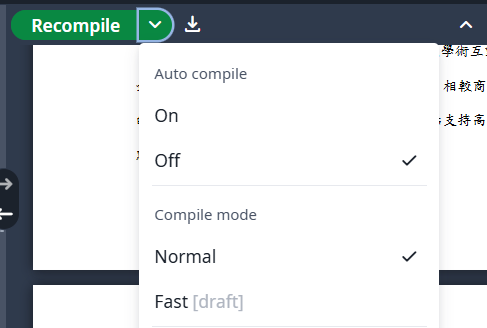 Recompile
學術互
Auto compile
相較商
On
支持高
Off
Compile mode
Normal
Fast [draft]